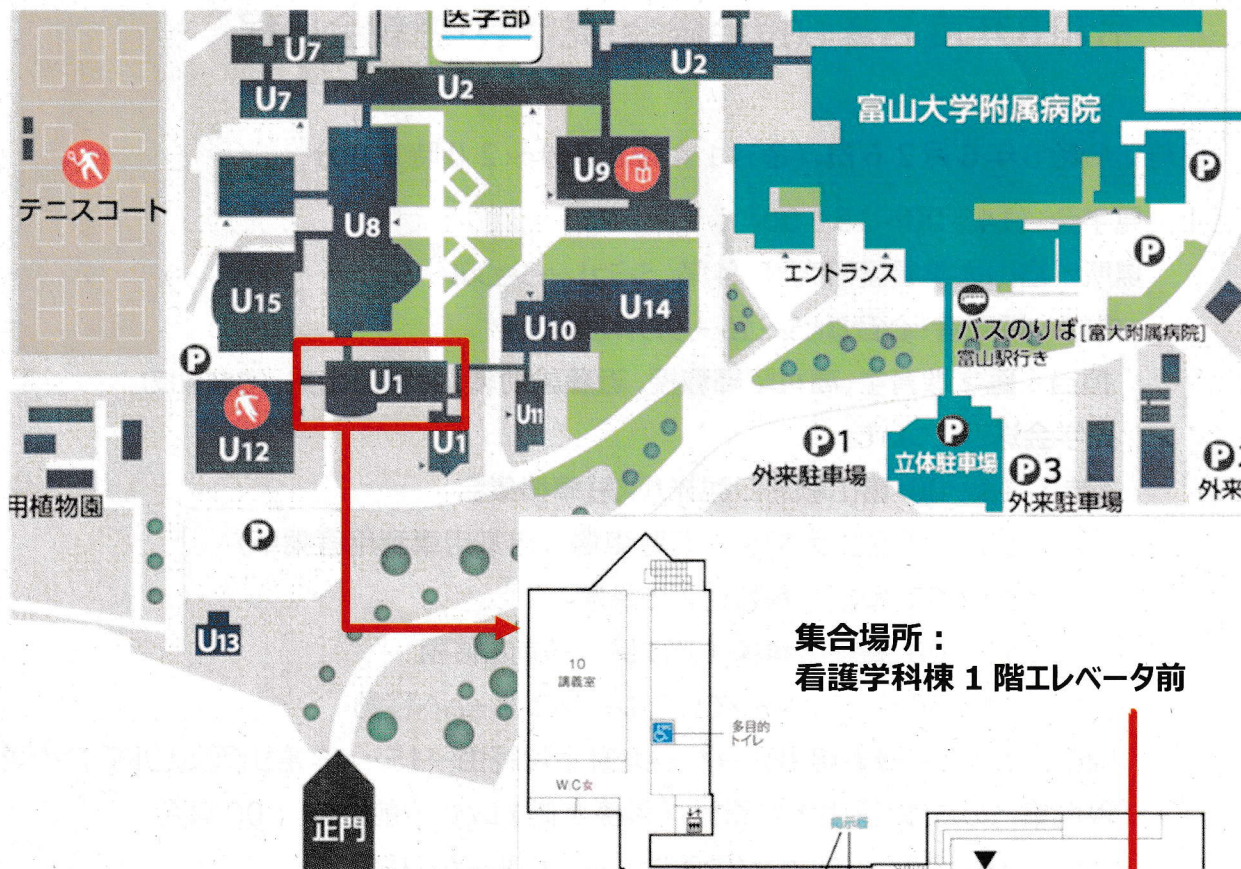 医学部
U7
U2
U2
U7
富山大学附属病院
U9
P
テニスコート
U8
P
エントランス
U15
U10
U14
バスのりば[富大附属病院]
富山駅行き
P
U1
U11
U12
U1
P1
外来駐車場
P
立体駐車場
P3
外来駐車場
P
外来
用植物園
P
U13
集合場所：
看護学科棟 1 階エレベータ前
10
講義室
多目的
トイレ
WC女
掲示板
正門